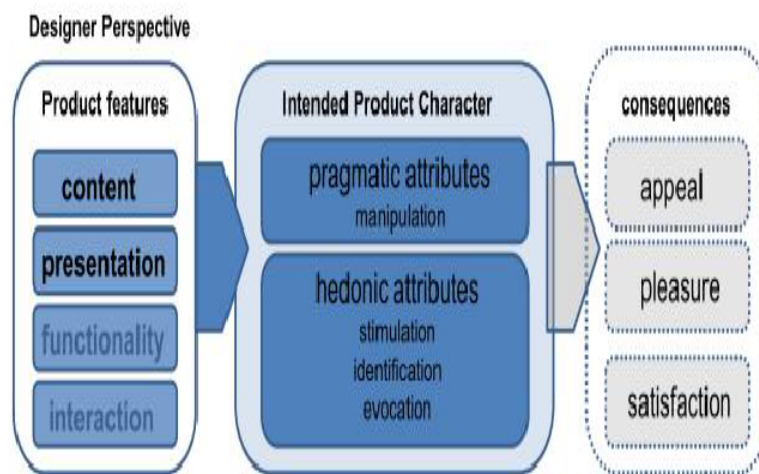 Designer Perspective
Product features
content
presentation
functionality
interaction
Intended Product Character
pragmatic attributes
manipulation
hedonic attributes
stimulation
identification
evocation
consequences
appeal
pleasure
satisfaction